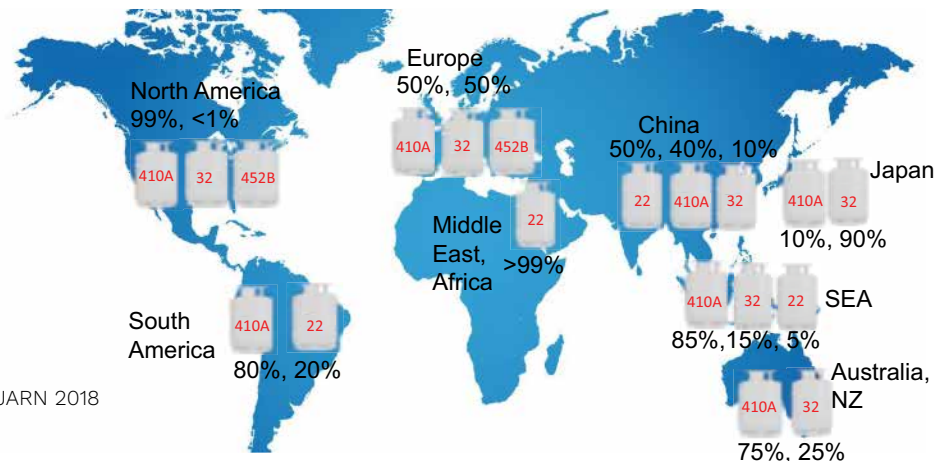 Europe
50%, 50%
North America
99%, <1%
410A 32 452B
410A 32 452B
China
50%, 40%, 10%
22 410A 32
Japan
410A 32
10%, 90%
22
Middle
East,
Africa
>99%
410A 32 22
SEA
85%,15%, 5%
South
America
410A 22
80%, 20%
Australia,
NZ
410A 32
75%, 25%
JARN 2018